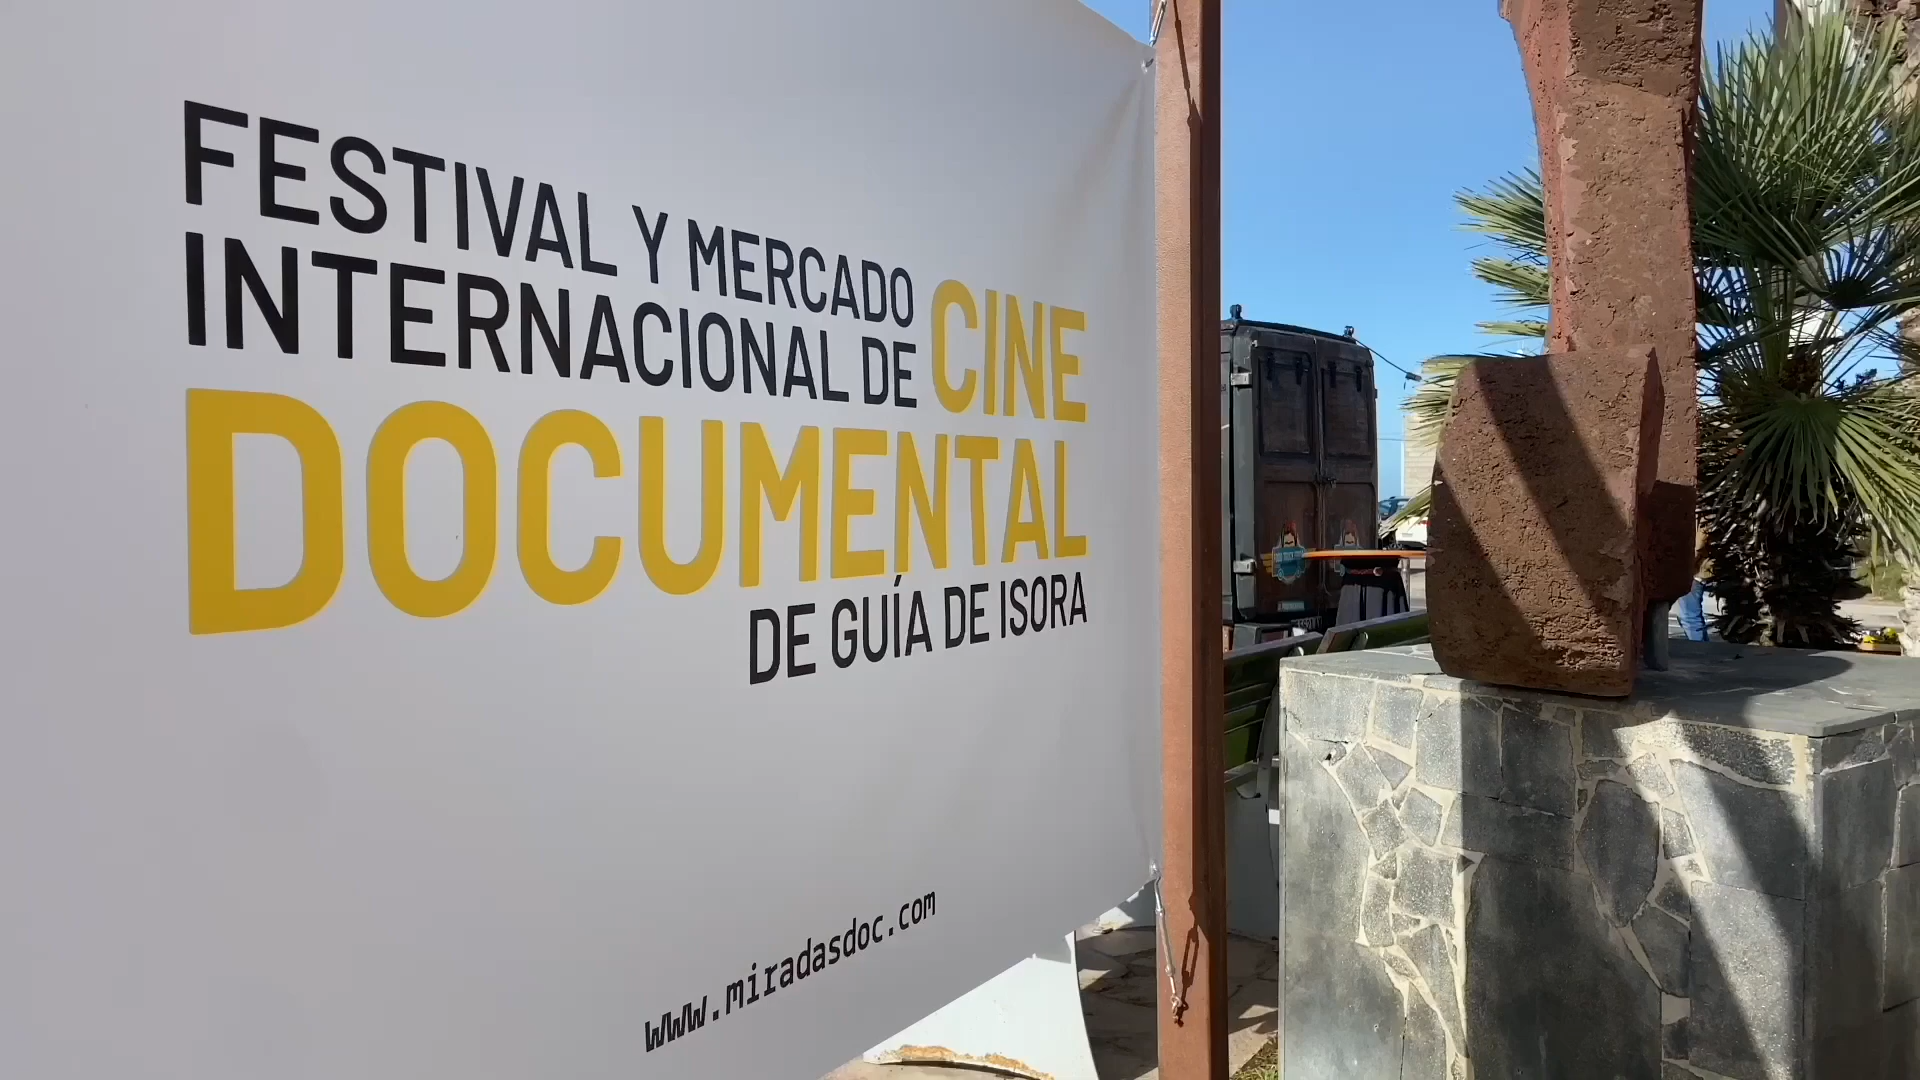 FESTIVAL Y MERCADO
INTERNACIONAL DE CINE
DOCUMENTAL
DE GUÍA DE ISORA
www.miradasdoc.com